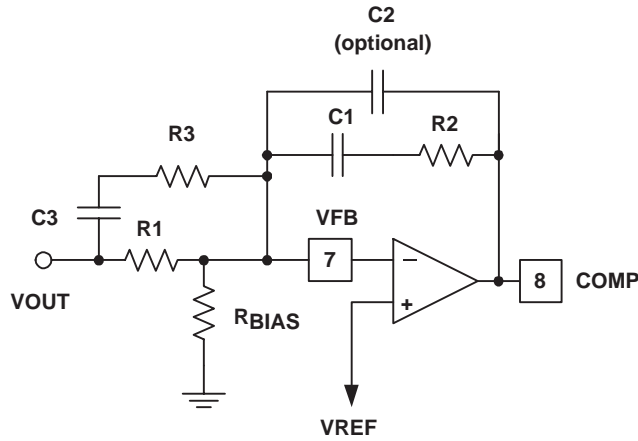 C2
(optional)
C1
R2
R3
C3
R1
VFB
7
−
+
8
COMP
VOUT
RBIAS
VREF